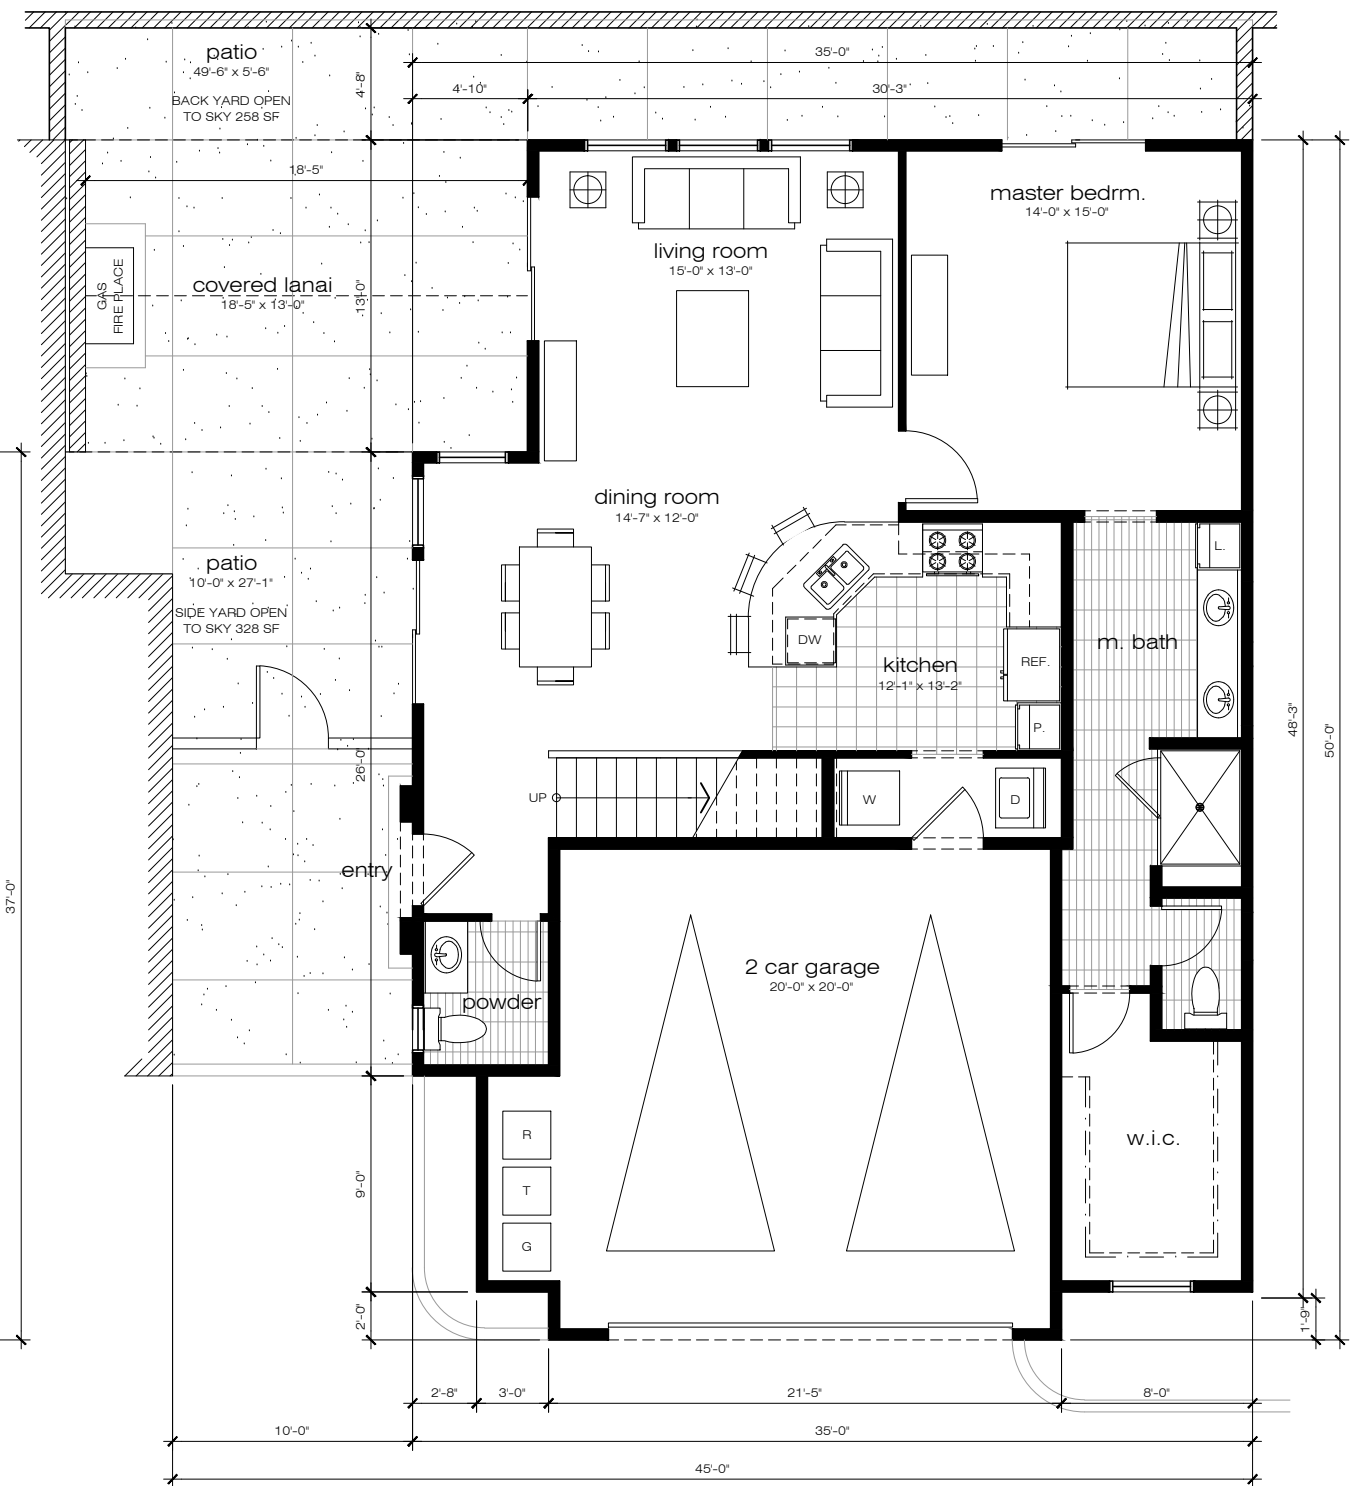 patio
49'-6" x 5'-6"
BACK YARD OPEN
TO SKY 258 SF
4'-8"
35'-0"
4'-10"
30'-3"
18'-5"
master bedrm.
14'-0" x 15'-0"
living room
15'-0" x 13'-0"
GAS
FIRE PLACE
covered lanai
18'-5" x 13'-0"
13'-0"
dining room
14'-7" x 12'-0"
patio
10'-0" x 27'-1"
SIDE YARD OPEN
TO SKY 328 SF
L.
DW
kitchen
12'-1" x 13'-2"
REF.
P.
m. bath
48'-3"
50'-0"
26'-0"
UP
W
D
entry
37'-0"
2 car garage
20'-0" x 20'-0"
powder
R
T
G
w.i.c.
9'-0"
2'-0"
1'-9"
2'-8"
3'-0"
21'-5"
8'-0"
10'-0"
35'-0"
45'-0"